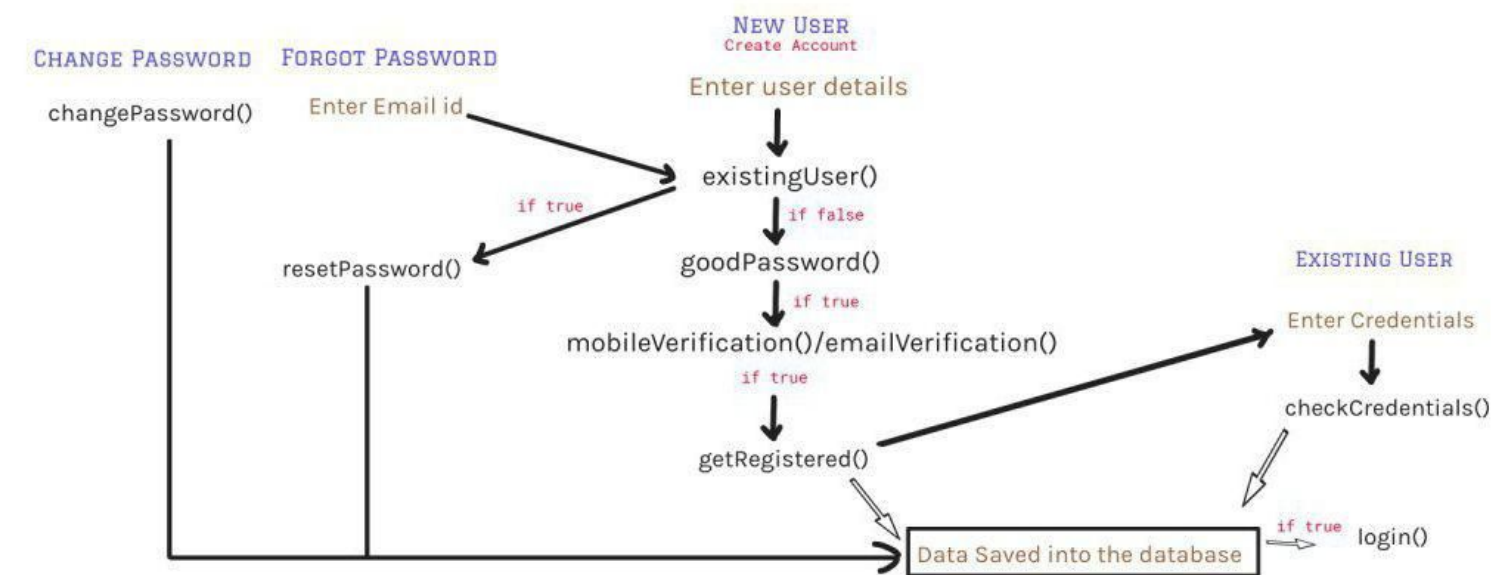 NEW USER
Create Account
CHANGE PASSWORD
FORGOT PASSWORD
Enter user details
changePassword()
Enter Email id
existingUser()
if true
if false
resetPassword()
goodPassword()
EXISTING USER
if true
Enter Credentials
mobileVerification()/emailVerification()
if true
checkCredentials()
getRegistered()
Data Saved into the database
if true
login()